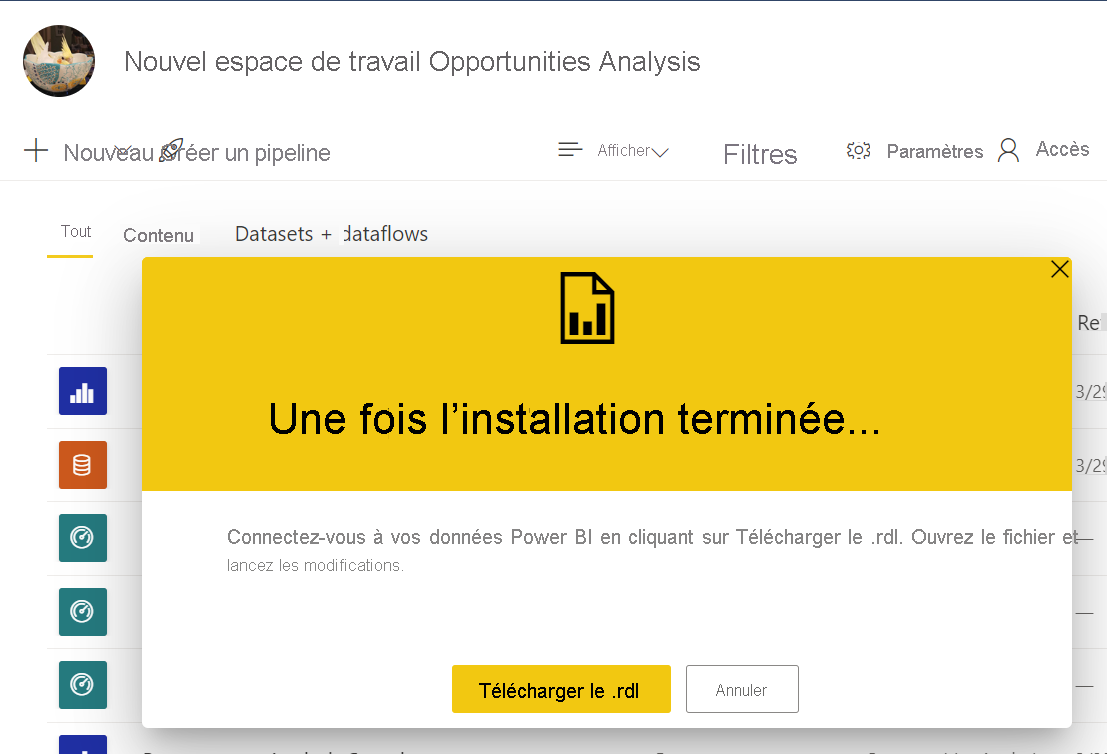 Nouvel espace de travail Opportunities Analysis
Nouveau Créer un pipeline
Afficher
Filtres
Paramètres
Accès
Tout
Contenu
Datasets + dataflows
Re
3/29
3/29
Une fois l’installation terminée...
Connectez-vous à vos données Power BI en cliquant sur Télécharger le .rdl. Ouvrez le fichier et
lancez les modifications.
Télécharger le .rdl
Annuler